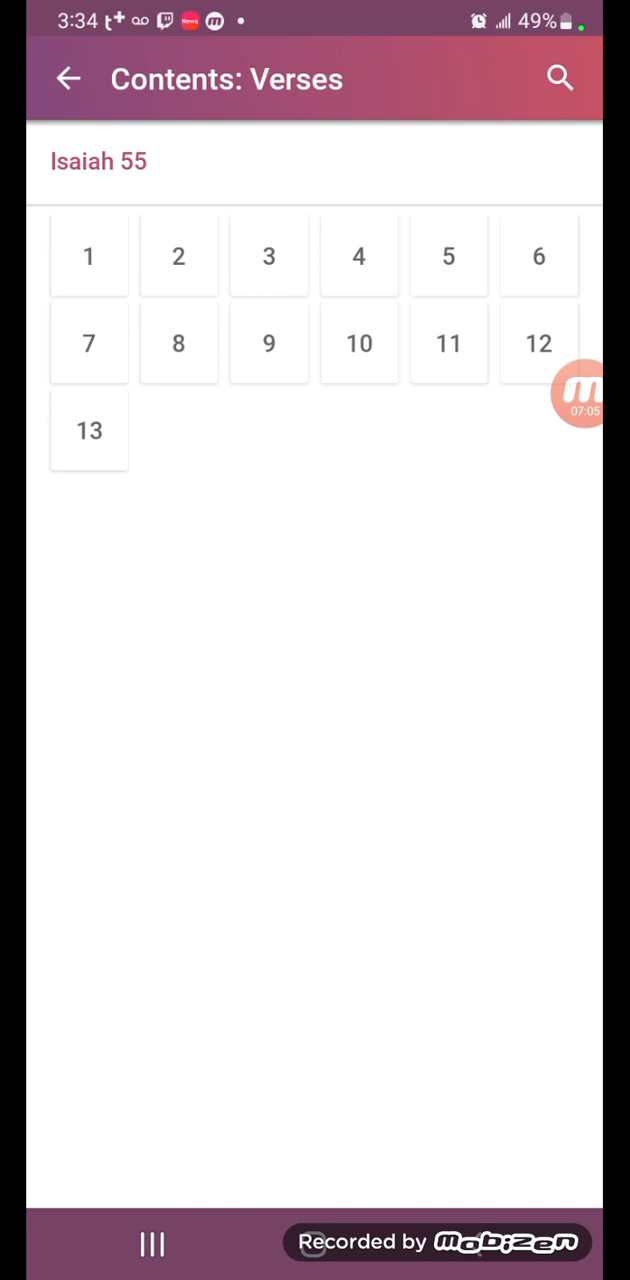 3:34 t+ News m 49%
Contents: Verses
Isaiah 55
1 2 3 4 5 6
7 8 9 10 11 12
m
07:05
13
Recorded by mobizen